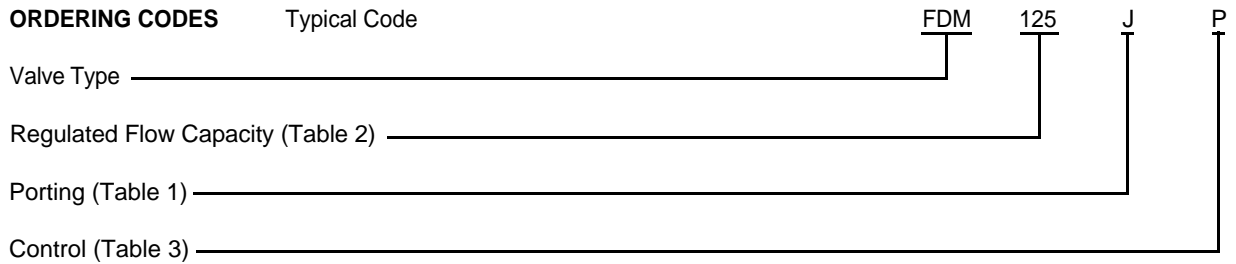 ORDERING CODES Typical Code FDM 125 J P
Valve Type
Regulated Flow Capacity (Table 2)
Porting (Table 1)
Control (Table 3)